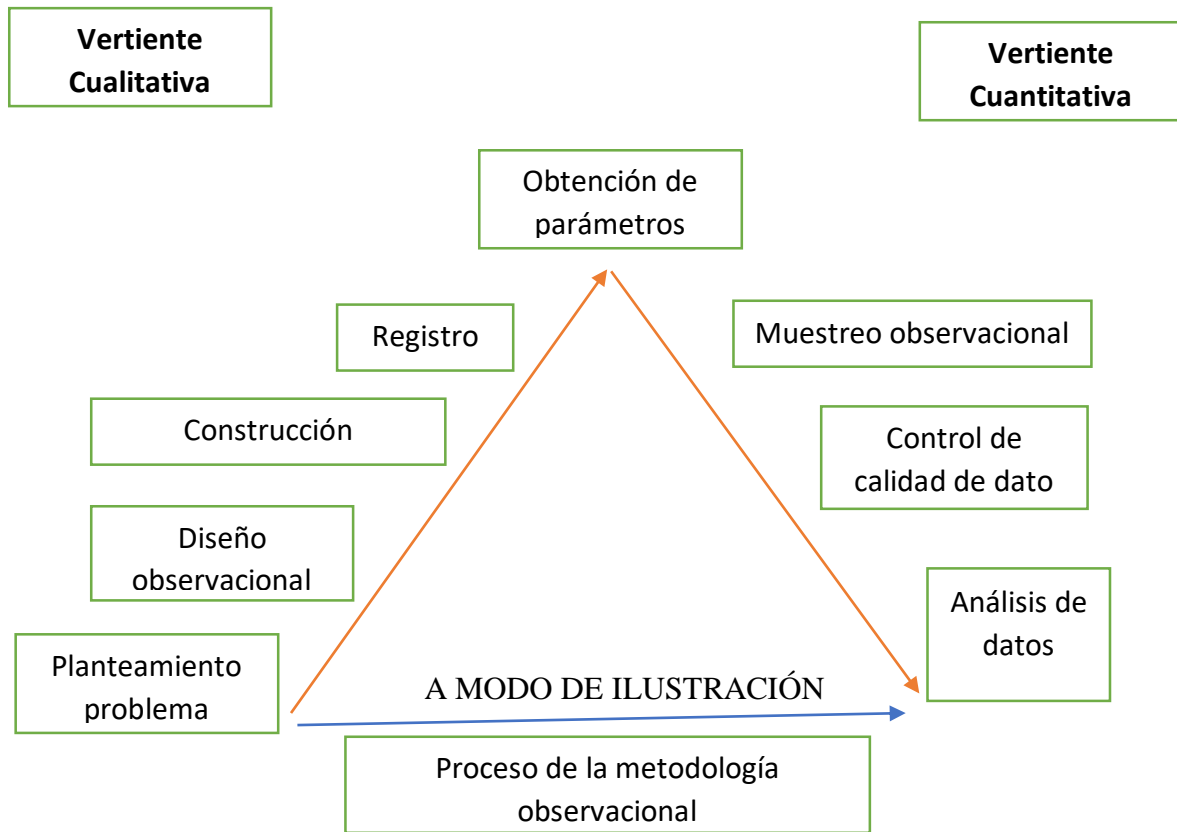 Vertiente
Cualitativa
Vertiente
Cuantitativa
Obtención de
parámetros
Registro
Muestreo observacional
Construcción
Control de
calidad de dato
Diseño
observacional
Análisis de
datos
Planteamiento
problema
A MODO DE ILUSTRACIÓN
Proceso de la metodología
observacional